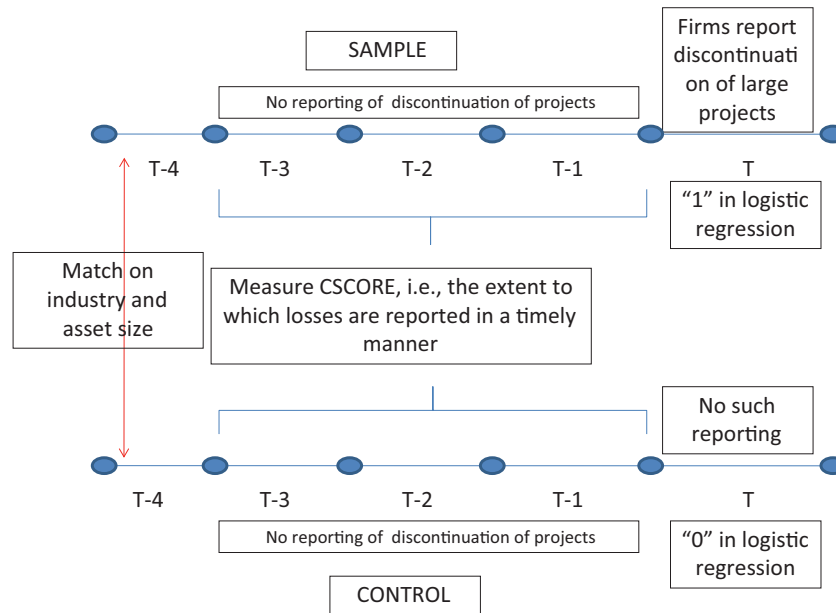 SAMPLE
Firms report
discontinuati
on of large
projects
No reporting of discontinuation of projects
T-4
T-3
T-2
T-1
T
"1" in logistic
regression
Match on
industry and
asset size
Measure CSCORE, i.e., the extent to
which losses are reported in a timely
manner
No such
reporting
T-4
T-3
T-2
T-1
T
No reporting of discontinuation of projects
"0" in logistic
regression
CONTROL